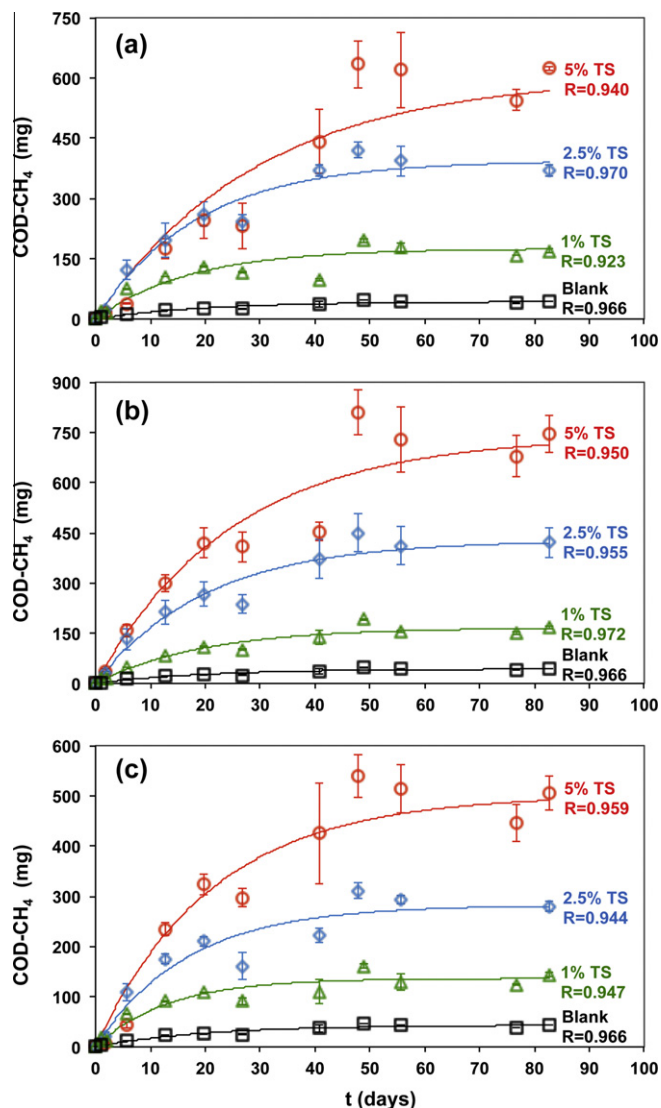 (a)
750
600
450
300
150
0
COD-CH₄ (mg)
5% TS
R=0.940
2.5% TS
R=0.970
1% TS
R=0.923
Blank
R=0.966
0 10 20 30 40 50 60 70 80 90 100
(b)
900
750
600
450
300
150
0
COD-CH₄ (mg)
5% TS
R=0.950
2.5% TS
R=0.955
1% TS
R=0.972
Blank
R=0.966
0 10 20 30 40 50 60 70 80 90 100
(c)
600
500
400
300
200
100
0
COD-CH₄ (mg)
5% TS
R=0.959
2.5% TS
R=0.944
1% TS
R=0.947
Blank
R=0.966
0 10 20 30 40 50 60 70 80 90 100
t (days)